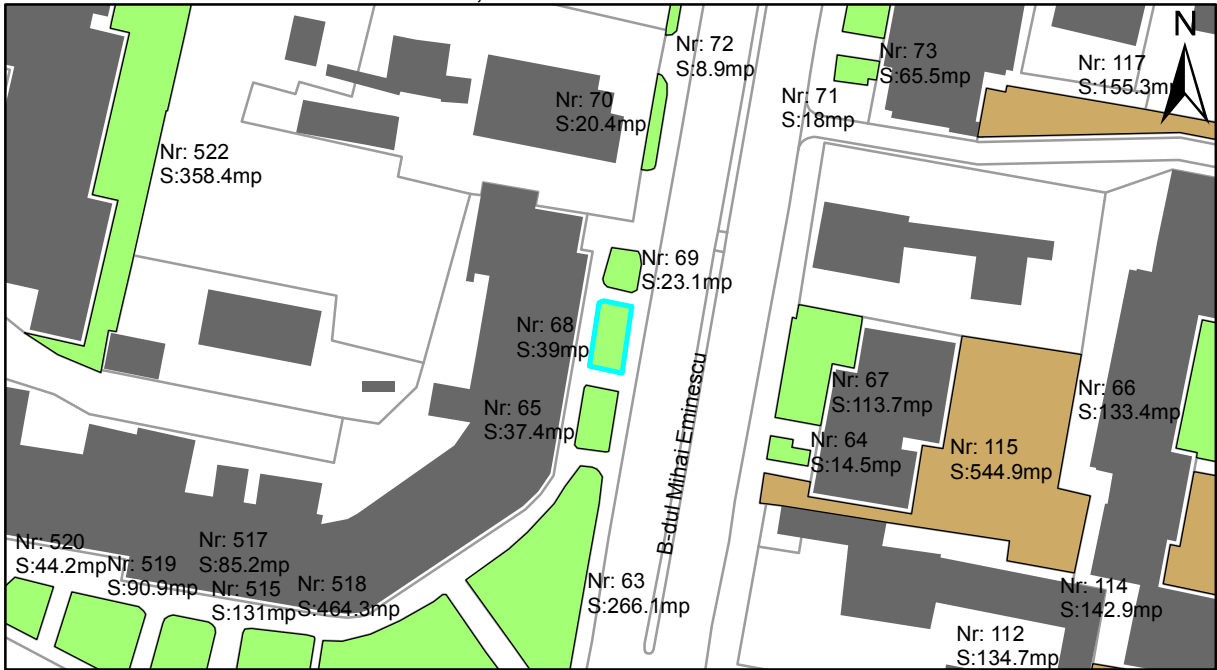 Nr: 72
S:8.9mp
Nr: 73
S:65.5mp
Nr: 117
S:155.3mp
N
Nr: 70
S:20.4mp
Nr: 71
S:18mp
Nr: 522
S:358.4mp
Nr: 69
S:23.1mp
Nr: 68
S:39mp
B-dul Mihai Eminescu
Nr: 67
S:113.7mp
Nr: 66
S:133.4mp
Nr: 65
S:37.4mp
Nr: 64
S:14.5mp
Nr: 115
S:544.9mp
Nr: 520
S:44.2mp
Nr: 519
S:90.9mp
Nr: 517
S:85.2mp
Nr: 515
S:131mp
Nr: 518
S:464.3mp
Nr: 63
S:266.1mp
Nr: 114
S:142.9mp
Nr: 112
S:134.7mp